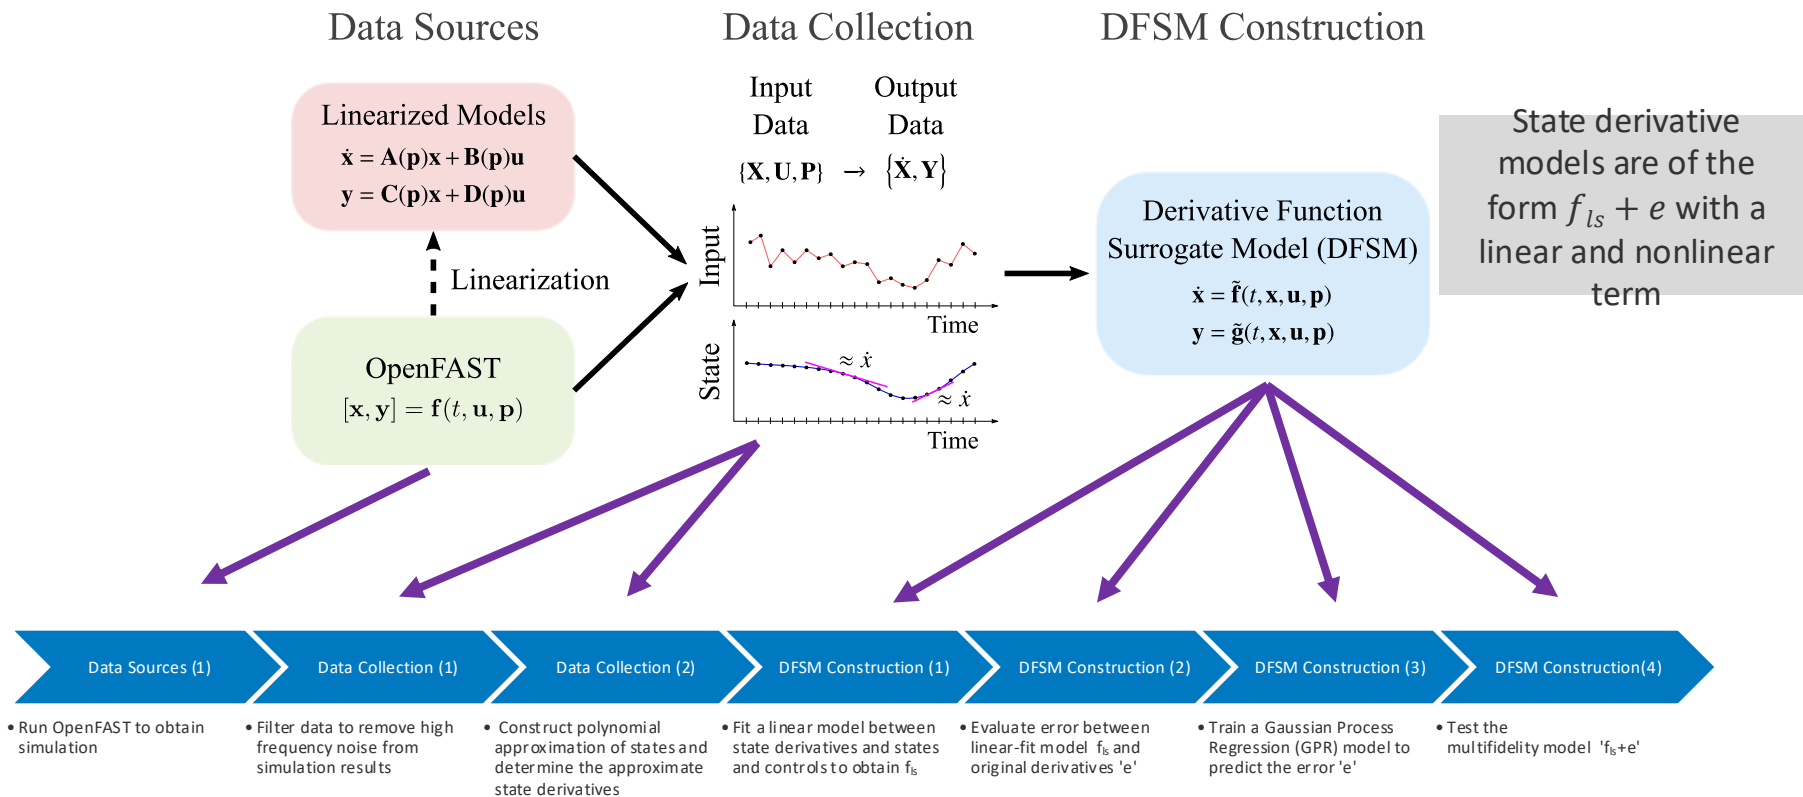 Data Sources
Data Collection
DFSM Construction
Linearized Models
ẋ = A(p)x + B(p)u
y = C(p)x + D(p)u
Linearization
OpenFAST
[x, y] = f(t, u, p)
Input
Data
Output
Data
{X, U, P} → {Ẋ, Y}
Input
Time
State
≈ ẋ
≈ ẋ
Time
Derivative Function
Surrogate Model (DFSM)
ẋ = f̃(t, x, u, p)
y = g̃(t, x, u, p)
State derivative
models are of the
form f_ls + e with a
linear and nonlinear
term
Data Sources (1)
Data Collection (1)
Data Collection (2)
DFSM Construction (1)
DFSM Construction (2)
DFSM Construction (3)
DFSM Construction(4)
• Run OpenFAST to obtain
simulation
• Filter data to remove high
frequency noise from
simulation results
• Construct polynomial
approximation of states and
determine the approximate
state derivatives
• Fit a linear model between
state derivatives and states
and controls to obtain f_ls
• Evaluate error between
linear-fit model f_ls and
original derivatives 'e'
• Train a Gaussian Process
Regression (GPR) model to
predict the error 'e'
• Test the
multifidelity model 'f_ls+e'